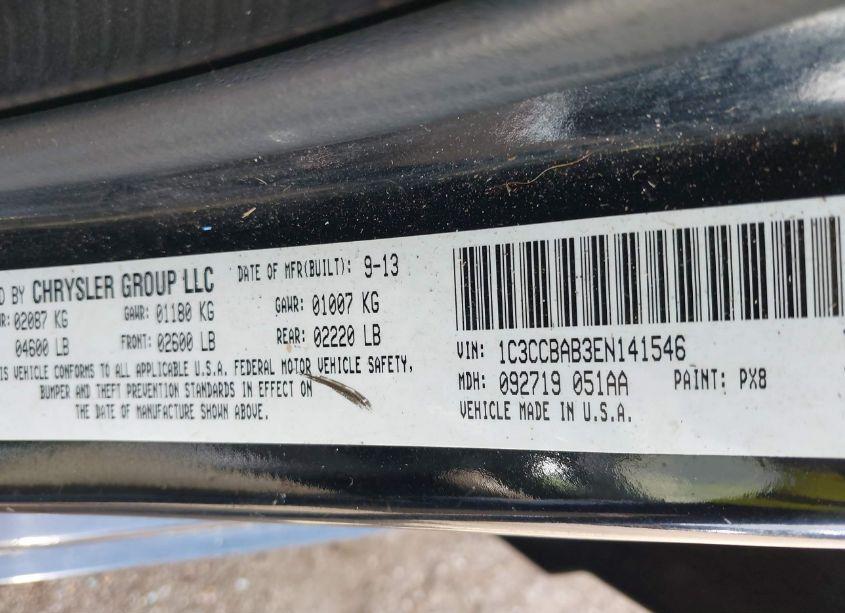 D BY CHRYSLER GROUP LLC DATE OF MFR(BUILT): 9-13
R: 02087 KG GAWR: 01180 KG GAWR: 01007 KG
04600 LB FRONT: 02600 LB REAR: 02220 LB
IS VEHICLE CONFORMS TO ALL APPLICABLE U.S.A. FEDERAL MOTOR VEHICLE SAFETY,
BUMPER AND THEFT PREVENTION STANDARDS IN EFFECT ON
THE DATE OF MANUFACTURE SHOWN ABOVE.
VIN: 1C3CCBAB3EN141546
MDH: 092719 051AA PAINT: PX8
VEHICLE MADE IN U.S.A.